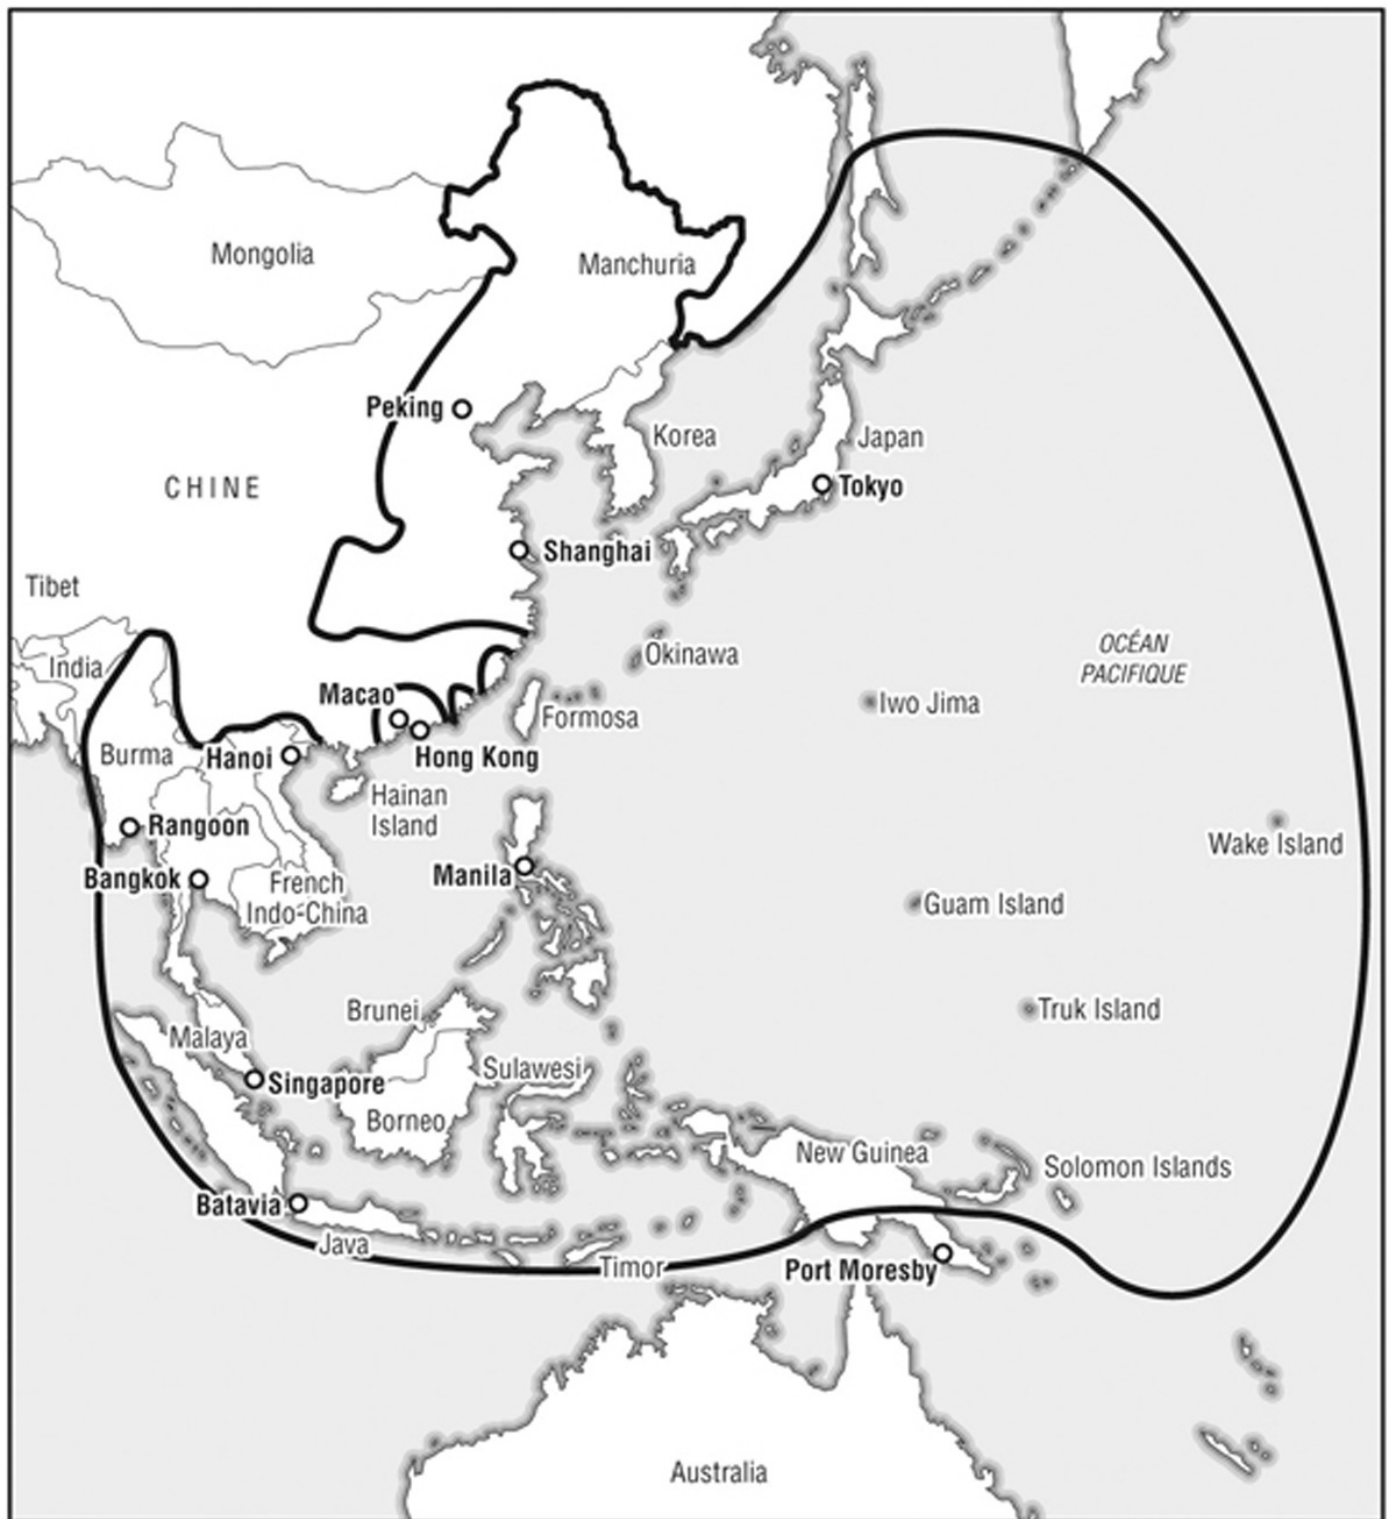 Mongolia
Manchuria
Peking
Korea
Japan
CHINE
Tokyo
Shanghai
Tibet
OCÉAN
PACIFIQUE
India
Okinawa
Macao
Iwo Jima
Formosa
Burma
Hanoi
Hong Kong
Hainan
Island
Rangoon
Wake Island
Bangkok
Manila
French
Indo-China
Guam Island
Brunei
Truk Island
Malaya
Sulawesi
Singapore
Borneo
New Guinea
Solomon Islands
Batavia
Java
Timor
Port Moresby
Australia